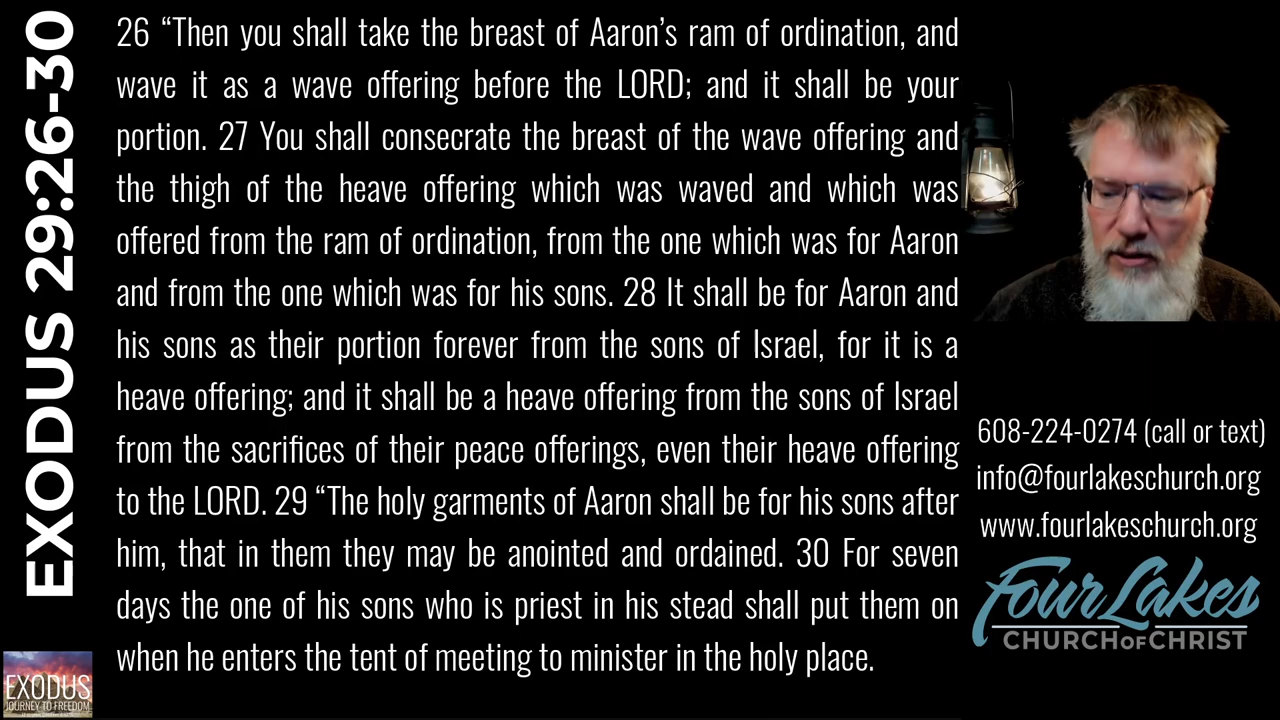 EXODUS 29:26-30
26 “Then you shall take the breast of Aaron’s ram of ordination, and
wave it as a wave offering before the LORD; and it shall be your
portion. 27 You shall consecrate the breast of the wave offering and
the thigh of the heave offering which was waved and which was
offered from the ram of ordination, from the one which was for Aaron
and from the one which was for his sons. 28 It shall be for Aaron and
his sons as their portion forever from the sons of Israel, for it is a
heave offering; and it shall be a heave offering from the sons of Israel
from the sacrifices of their peace offerings, even their heave offering
to the LORD. 29 “The holy garments of Aaron shall be for his sons after
him, that in them they may be anointed and ordained. 30 For seven
days the one of his sons who is priest in his stead shall put them on
when he enters the tent of meeting to minister in the holy place.
608-224-0274 (call or text)
info@fourlakeschurch.org
www.fourlakeschurch.org
Four Lakes
CHURCH OF CHRIST
EXODUS
JOURNEY TO FREEDOM